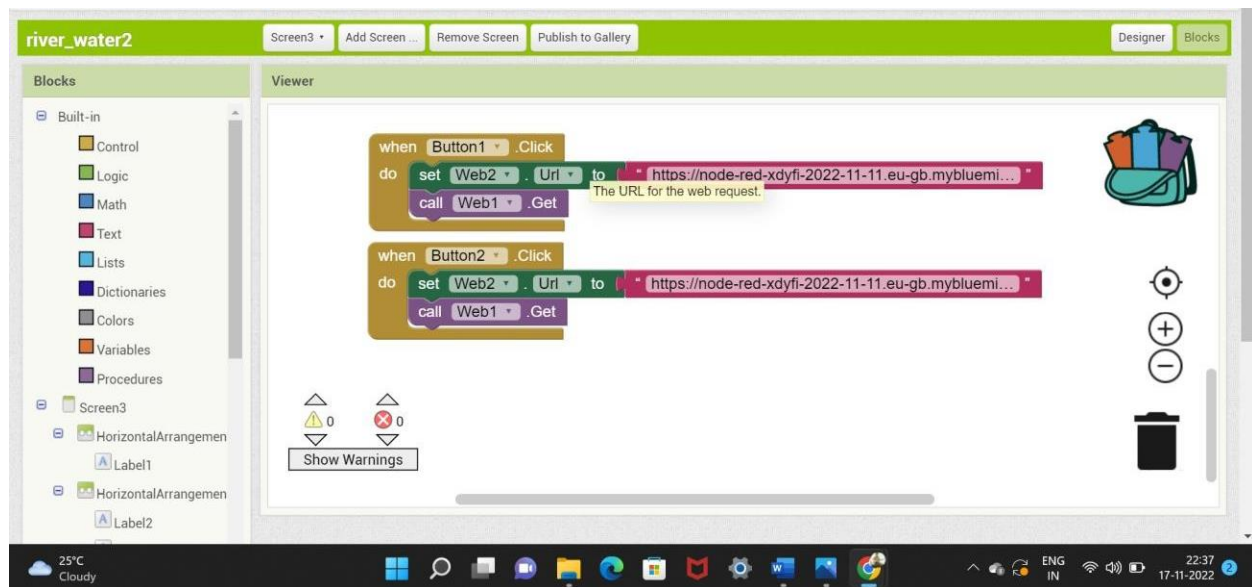 river_water2
Screen3
Add Screen ...
Remove Screen
Publish to Gallery
Designer
Blocks
Blocks
Viewer
Built-in
Control
Logic
Math
Text
Lists
Dictionaries
Colors
Variables
Procedures
Screen3
HorizontalArrangemen
Label1
HorizontalArrangemen
Label2
when Button1 .Click
do set Web2 . Url to " https://node-red-xdyfi-2022-11-11.eu-gb.mybluemi... "
The URL for the web request.
call Web1 .Get
when Button2 .Click
do set Web2 . Url to " https://node-red-xdyfi-2022-11-11.eu-gb.mybluemi... "
call Web1 .Get
0 0
Show Warnings
25°C
Cloudy
ENG
IN
22:37
17-11-2022
2